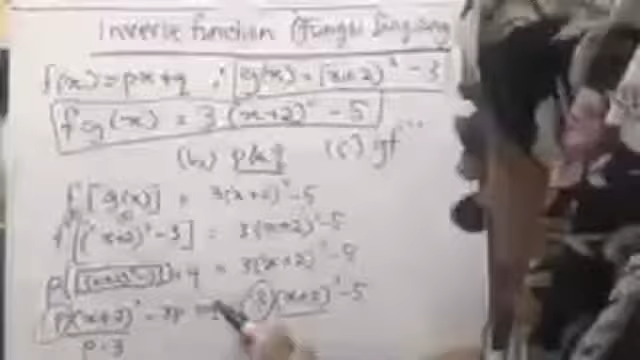 Inverse function (Fungsi Songsang
f(x) = px + q , g(x) = (x+2)² - 3
fg(x) = 3(x+2)² - 5
(b) p & q (c) gf
f[g(x)] = 3(x+2)² - 5
f[(x+2)² - 3] = 3(x+2)² - 5
p[(x+2)² - 3] + q = 3(x+2)² - 5
p(x+2)² - 3p 3(x+2)² - 5
p = 3